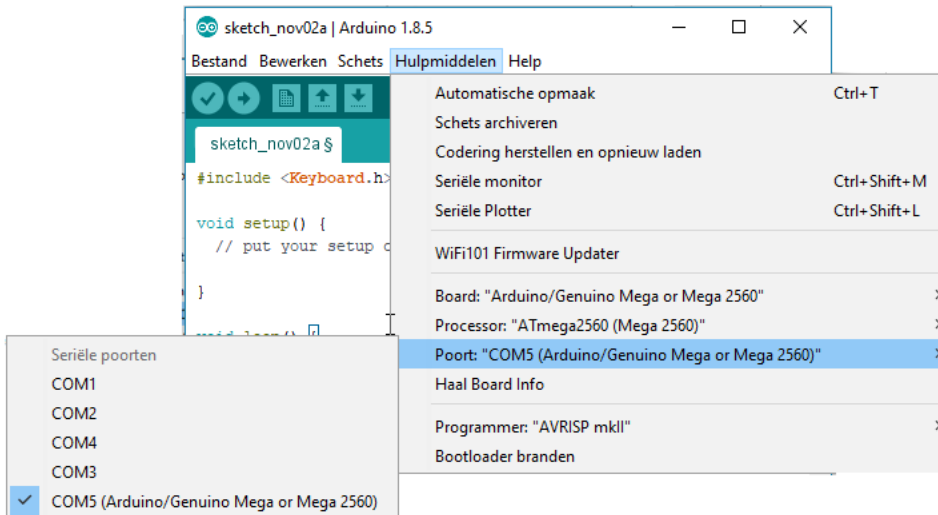 sketch_nov02a | Arduino 1.8.5
Bestand Bewerken Schets Hulpmiddelen Help
sketch_nov02a §
#include <Keyboard.h>
void setup() {
// put your setup c
}
void loop() {
Automatische opmaak Ctrl+T
Schets archiveren
Codering herstellen en opnieuw laden
Seriële monitor Ctrl+Shift+M
Seriële Plotter Ctrl+Shift+L
WiFi101 Firmware Updater
Board: "Arduino/Genuino Mega or Mega 2560"
Processor: "ATmega2560 (Mega 2560)"
Poort: "COM5 (Arduino/Genuino Mega or Mega 2560)"
Haal Board Info
Programmer: "AVRISP mkII"
Bootloader branden
Seriële poorten
COM1
COM2
COM4
COM3
COM5 (Arduino/Genuino Mega or Mega 2560)